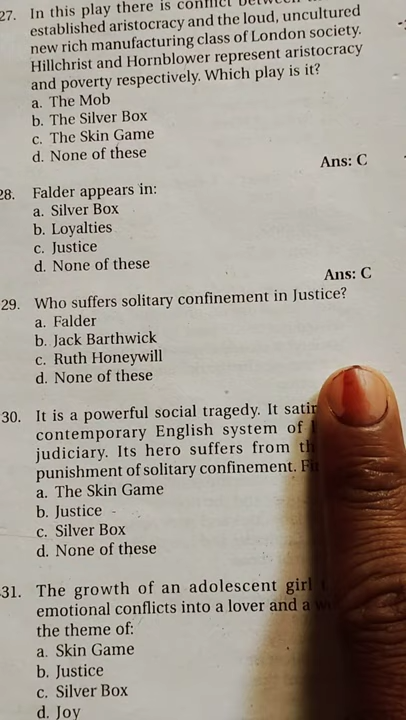 27. In this play there is conflict between
established aristocracy and the loud, uncultured
new rich manufacturing class of London society.
Hillchrist and Hornblower represent aristocracy
and poverty respectively. Which play is it?
a. The Mob
b. The Silver Box
c. The Skin Game
d. None of these
Ans: C
28. Falder appears in:
a. Silver Box
b. Loyalties
c. Justice
d. None of these
Ans: C
29. Who suffers solitary confinement in Justice?
a. Falder
b. Jack Barthwick
c. Ruth Honeywill
d. None of these
30. It is a powerful social tragedy. It
contemporary English system of
judiciary. Its hero suffers from
punishment of solitary confinement.
a. The Skin Game
b. Justice
c. Silver Box
d. None of these
31. The growth of an adolescent girl
emotional conflicts into a lover and a
the theme of:
a. Skin Game
b. Justice
c. Silver Box
d. Joy